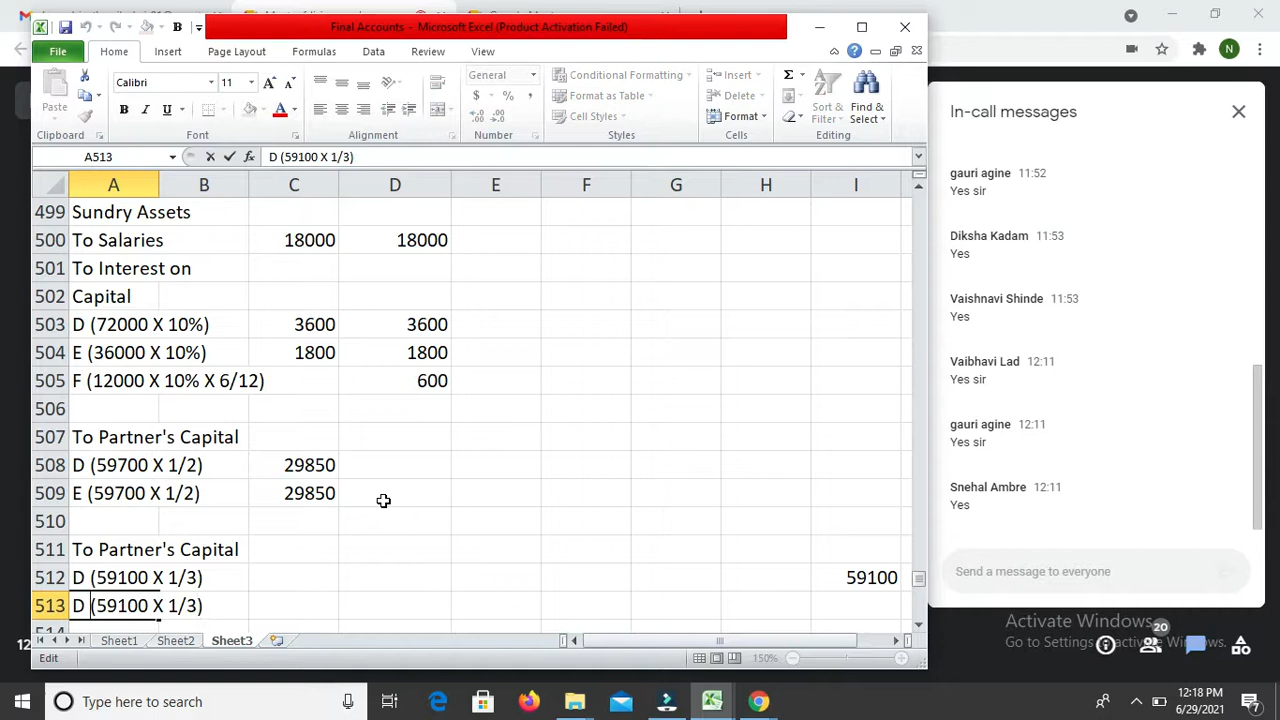 Final Accounts - Microsoft Excel (Product Activation Failed)
File Home Insert Page Layout Formulas Data Review View
Paste
Calibri 11
General
Conditional Formatting
Format as Table
Cell Styles
Insert
Delete
Format
Sort & Filter
Find & Select
Clipboard Font Alignment Number Styles Cells Editing
A513 D (59100 X 1/3)
A B C D E F G H I
499 Sundry Assets
500 To Salaries 18000 18000
501 To Interest on
502 Capital
503 D (72000 X 10%) 3600 3600
504 E (36000 X 10%) 1800 1800
505 F (12000 X 10% X 6/12) 600
506
507 To Partner's Capital
508 D (59700 X 1/2) 29850
509 E (59700 X 1/2) 29850
510
511 To Partner's Capital
512 D (59100 X 1/3) 59100
513 D (59100 X 1/3)
514
Sheet1 Sheet2 Sheet3
Edit 150%
N
In-call messages
gauri agine 11:52
Yes sir
Diksha Kadam 11:53
Yes
Vaishnavi Shinde 11:53
Yes
Vaibhavi Lad 12:11
Yes sir
gauri agine 12:11
Yes sir
Snehal Ambre 12:11
Yes
Send a message to everyone
Activate Windows
Go to Settings to activate Windows.
20
12
Type here to search
12:18 PM
6/29/2021
7